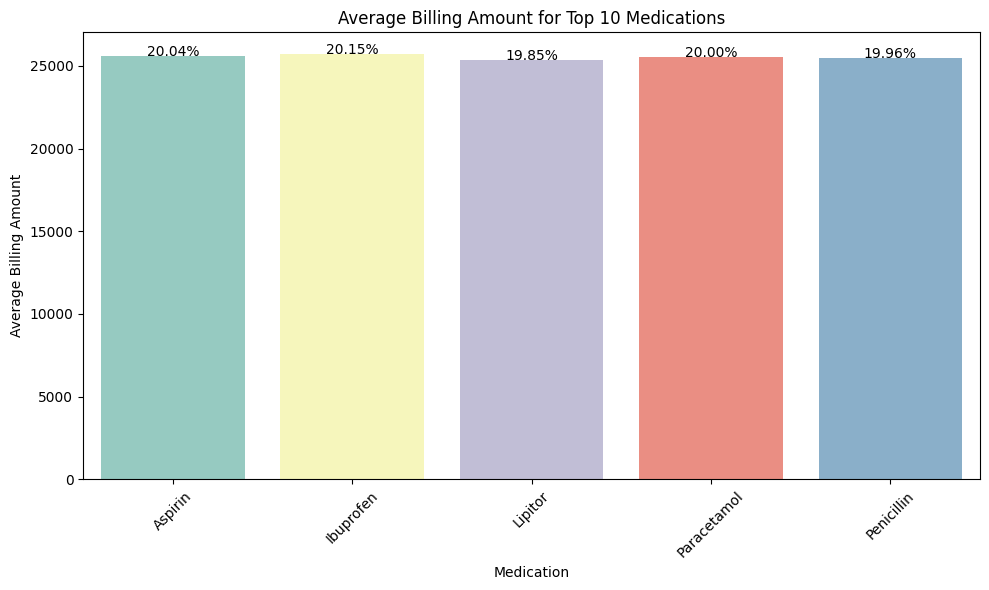 Average Billing Amount for Top 10 Medications
20.04% 20.15% 19.85% 20.00% 19.96%
25000
20000
15000
10000
5000
0
Average Billing Amount
Aspirin Ibuprofen Lipitor Paracetamol Penicillin
Medication